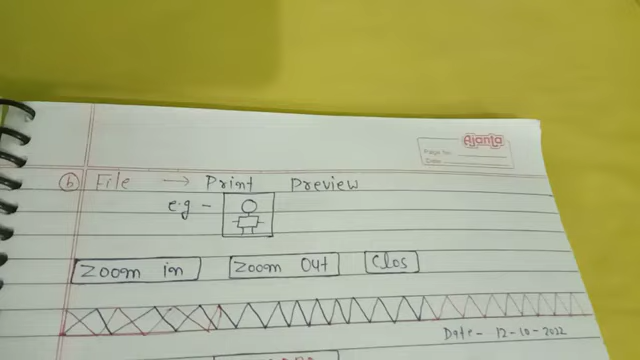 Ajanta
Page No.
Date
(b) File → Print Preview
e.g -
Zoom in Zoom Out Clos
Date- 12-10-2022